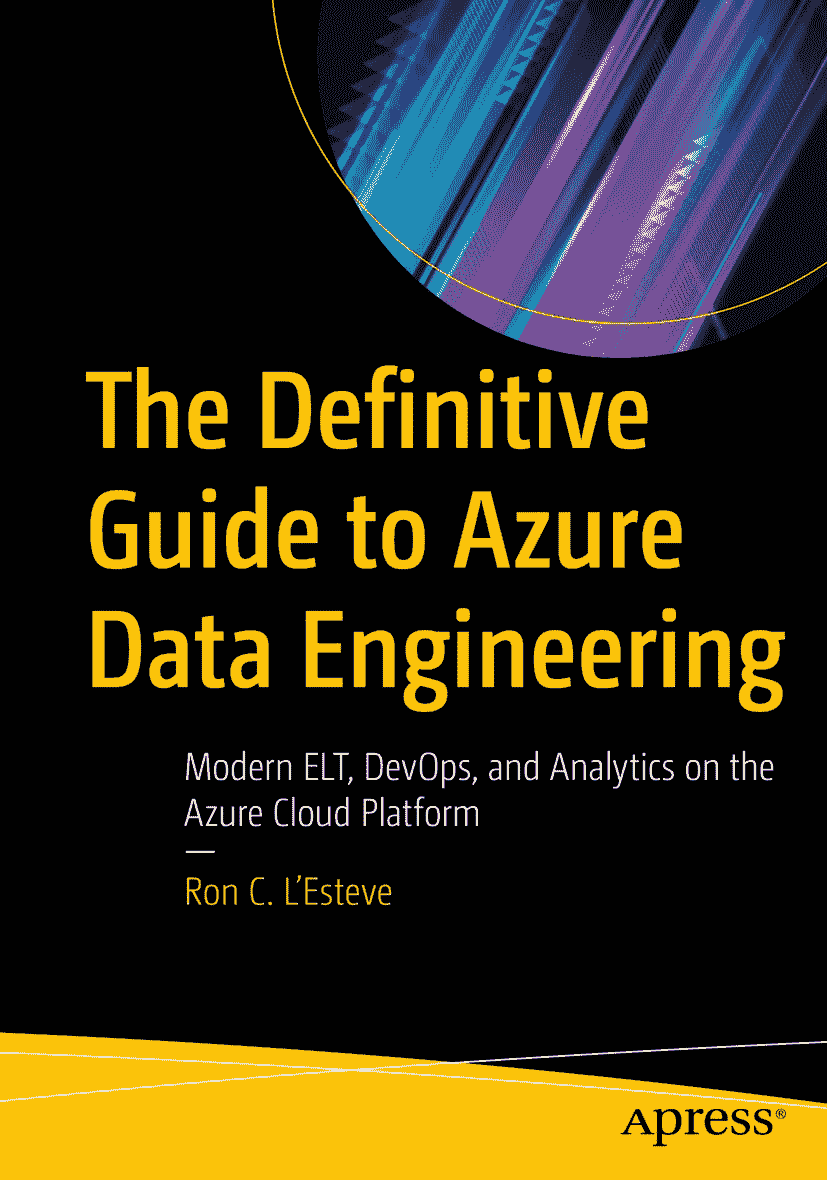 The Definitive
Guide to Azure
Data Engineering
Modern ELT, DevOps, and Analytics on the
Azure Cloud Platform
—
Ron C. L’Esteve
Apress®